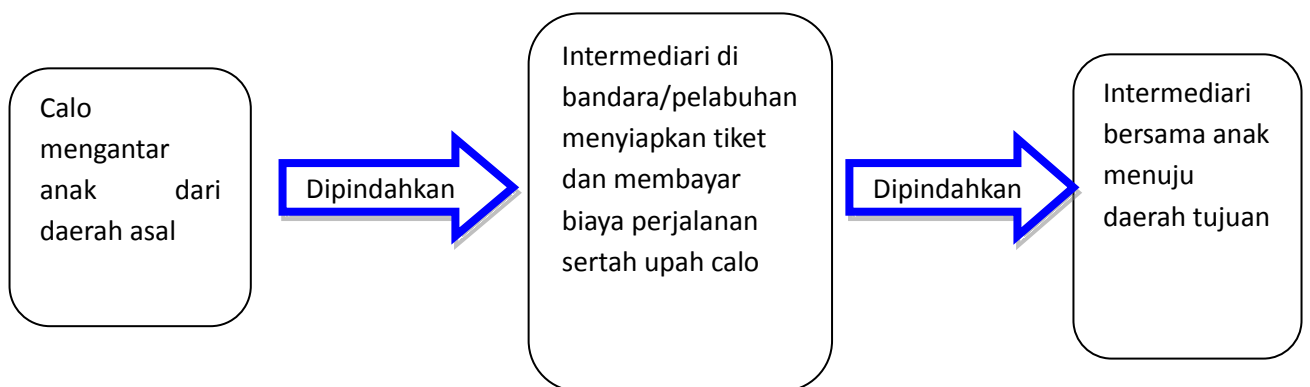 Calo
mengantar
anak dari
daerah asal
Dipindahkan
Intermediari di
bandara/pelabuhan
menyiapkan tiket
dan membayar
biaya perjalanan
sertah upah calo
Dipindahkan
Intermediari
bersama anak
menuju
daerah tujuan